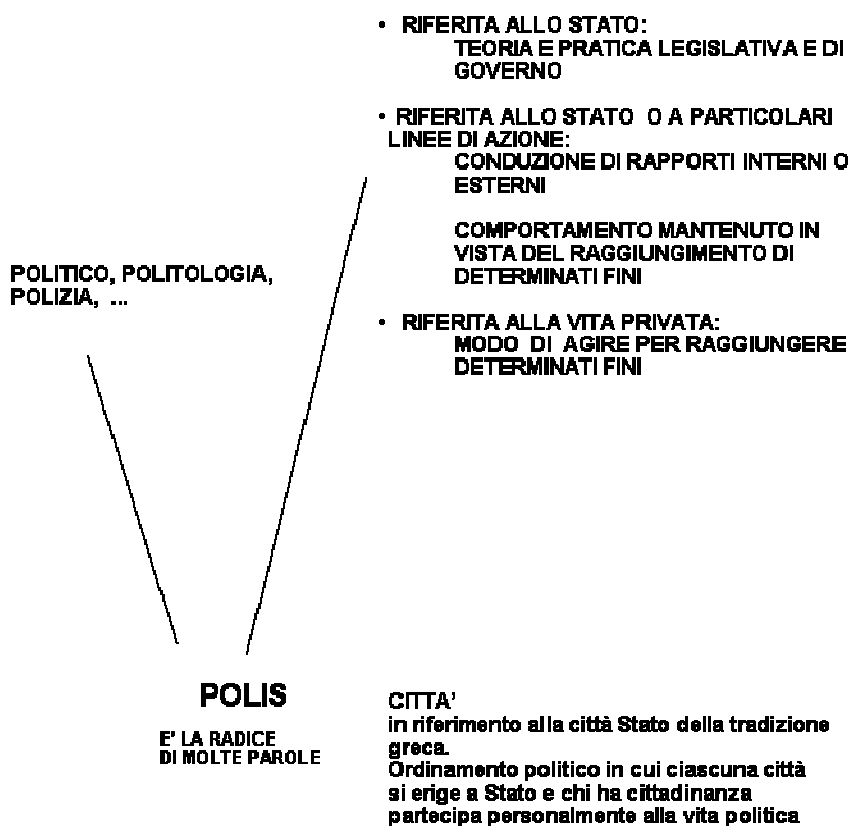 • RIFERITA ALLO STATO:
TEORIA E PRATICA LEGISLATIVA E DI
GOVERNO
• RIFERITA ALLO STATO O A PARTICOLARI
LINEE DI AZIONE:
CONDUZIONE DI RAPPORTI INTERNI O
ESTERNI
COMPORTAMENTO MANTENUTO IN
VISTA DEL RAGGIUNGIMENTO DI
DETERMINATI FINI
• RIFERITA ALLA VITA PRIVATA:
MODO DI AGIRE PER RAGGIUNGERE
DETERMINATI FINI
POLITICO, POLITOLOGIA,
POLIZIA, ...
POLIS
E' LA RADICE
DI MOLTE PAROLE
CITTA'
in riferimento alla città Stato della tradizione
greca.
Ordinamento politico in cui ciascuna città
si erige a Stato e chi ha cittadinanza
partecipa personalmente alla vita politica